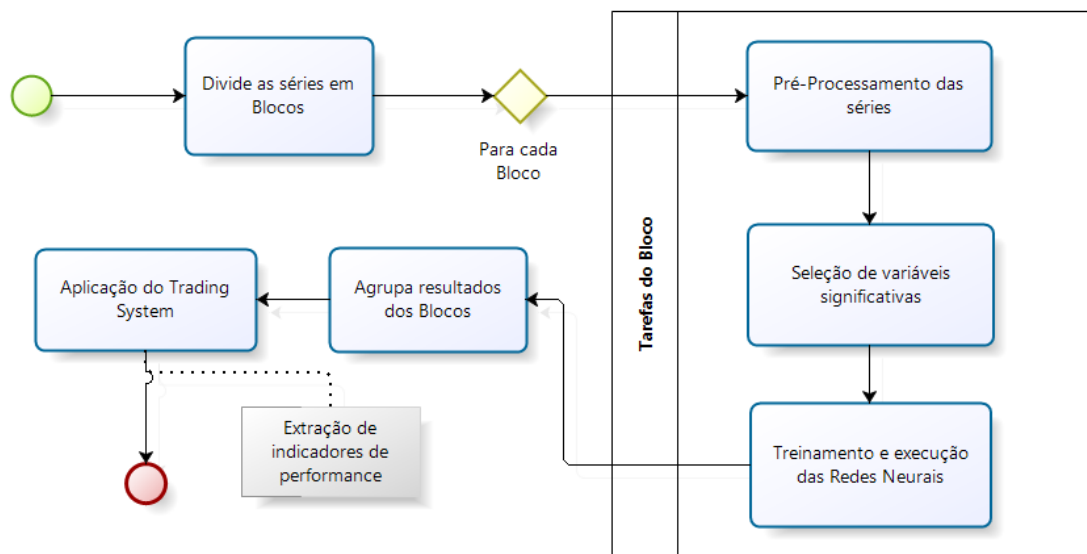 Divide as séries em
Blocos
Para cada
Bloco
Tarefas do Bloco
Pré-Processamento das
séries
Seleção de variáveis
significativas
Treinamento e execução
das Redes Neurais
Agrupa resultados
dos Blocos
Aplicação do Trading
System
Extração de
indicadores de
performance